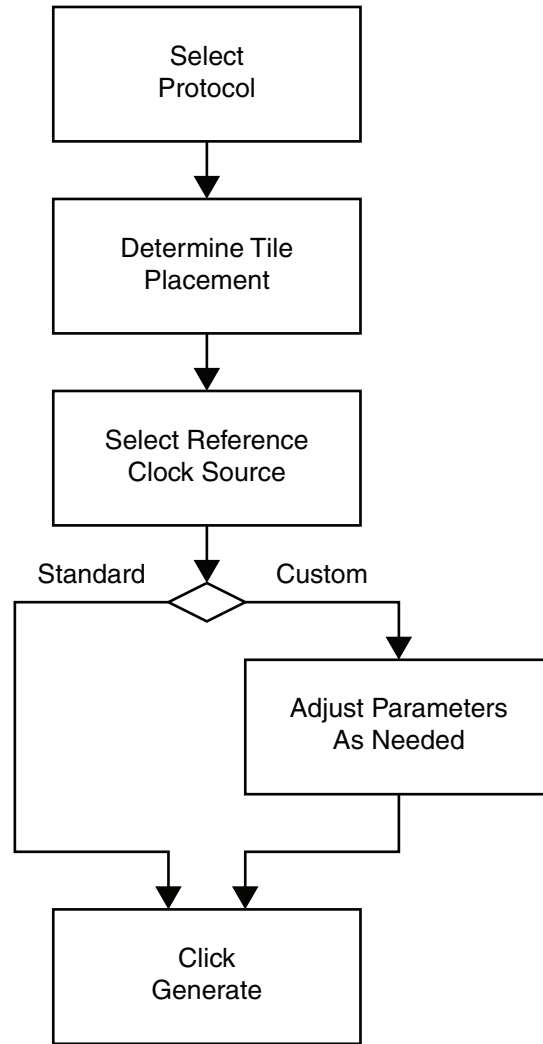 Select
Protocol
Determine Tile
Placement
Select Reference
Clock Source
Standard
Custom
Adjust Parameters
As Needed
Click
Generate